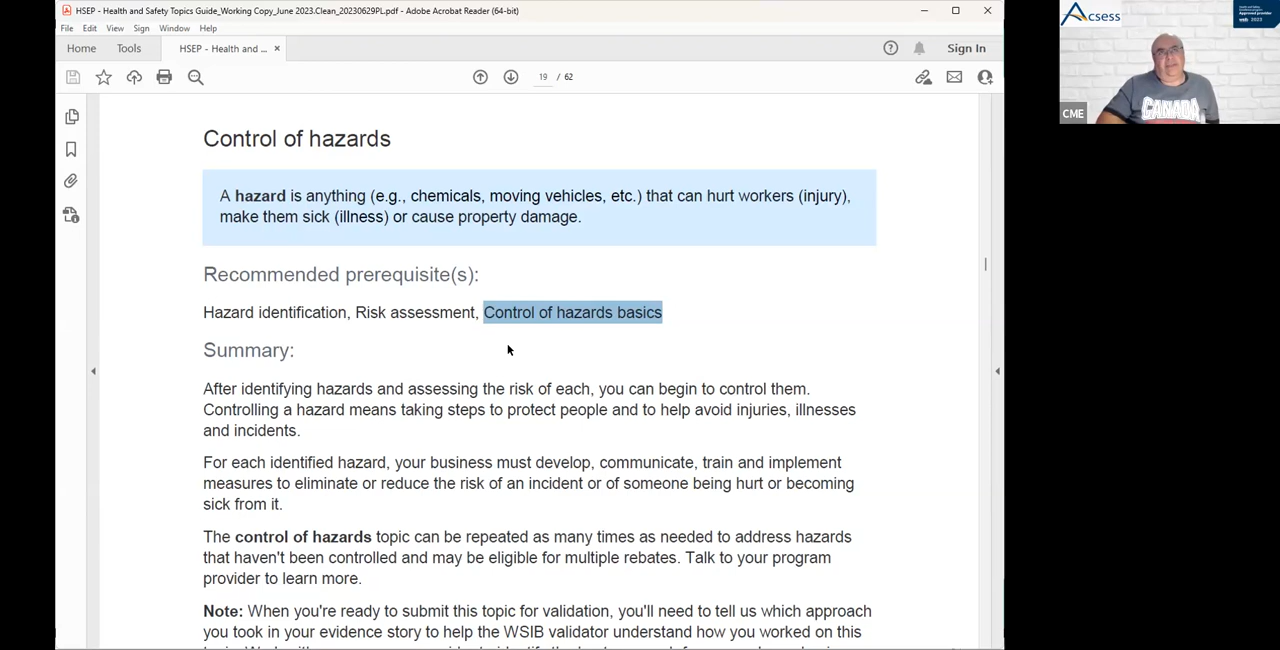 HSEP - Health and Safety Topics Guide_Working Copy_June 2023.Clean_20230629PL.pdf - Adobe Acrobat Reader (64-bit)
File Edit View Sign Window Help
Home Tools HSEP - Health and ... × Sign In
19 / 62
Control of hazards
A hazard is anything (e.g., chemicals, moving vehicles, etc.) that can hurt workers (injury),
make them sick (illness) or cause property damage.
Recommended prerequisite(s):
Hazard identification, Risk assessment, Control of hazards basics
Summary:
After identifying hazards and assessing the risk of each, you can begin to control them.
Controlling a hazard means taking steps to protect people and to help avoid injuries, illnesses
and incidents.
For each identified hazard, your business must develop, communicate, train and implement
measures to eliminate or reduce the risk of an incident or of someone being hurt or becoming
sick from it.
The control of hazards topic can be repeated as many times as needed to address hazards
that haven't been controlled and may be eligible for multiple rebates. Talk to your program
provider to learn more.
Note: When you're ready to submit this topic for validation, you'll need to tell us which approach
you took in your evidence story to help the WSIB validator understand how you worked on this
Acsess
Approved provider
wsib 2023
CANADA
CME